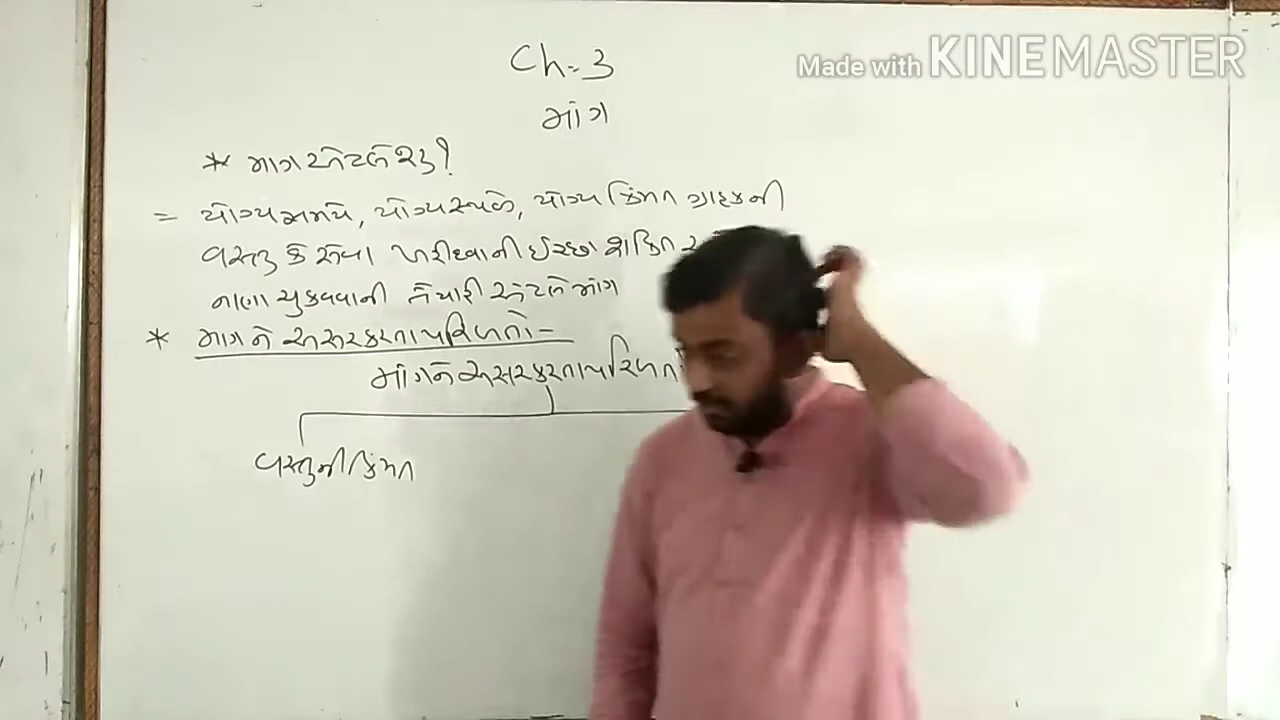 Ch-3
Made with KINEMASTER
માંગ
* માંગ એટલે શું?
= યોગ્ય સમયે, યોગ્ય સ્થળે, યોગ્ય કિંમત ગ્રાહકની
વસ્તુ કે સેવા ખરીદવાની ઈચ્છા શક્તિ
નાણા ચુકવવાની તૈયારી એટલે માંગ
* માંગને અસરકરતા પરિબળો-
માંગને અસરકરતા પરિબળ
વસ્તુની કિંમત